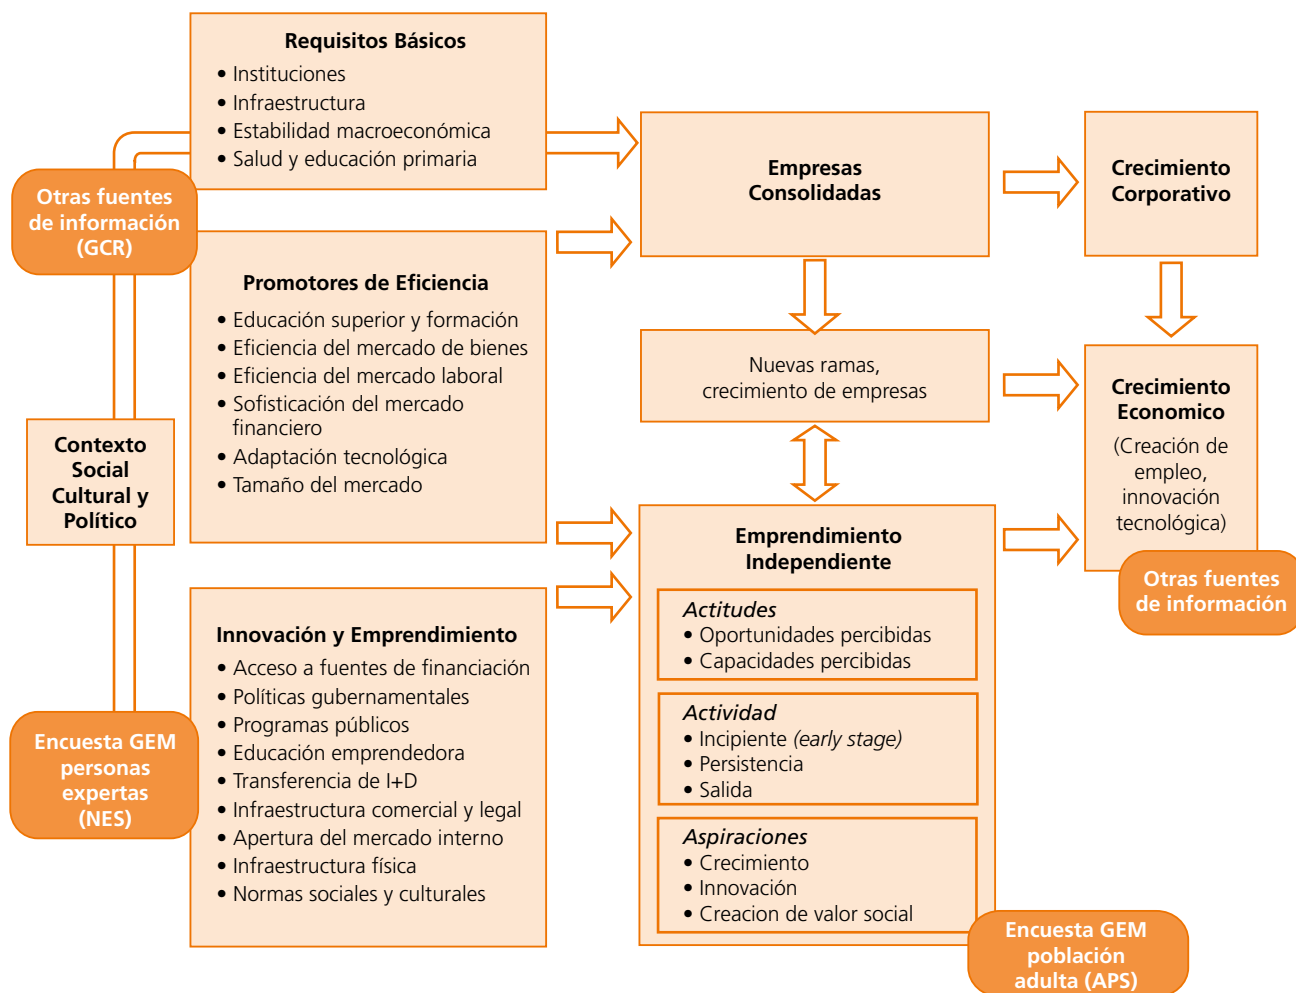 Requisitos Básicos
• Instituciones
• Infraestructura
• Estabilidad macroeconómica
• Salud y educación primaria
Otras fuentes
de información
(GCR)
Promotores de Eficiencia
• Educación superior y formación
• Eficiencia del mercado de bienes
• Eficiencia del mercado laboral
• Sofisticación del mercado
financiero
• Adaptación tecnológica
• Tamaño del mercado
Contexto
Social
Cultural y
Político
Innovación y Emprendimiento
• Acceso a fuentes de financiación
• Políticas gubernamentales
• Programas públicos
• Educación emprendedora
• Transferencia de I+D
• Infraestructura comercial y legal
• Apertura del mercado interno
• Infraestructura física
• Normas sociales y culturales
Encuesta GEM
personas
expertas
(NES)
Empresas
Consolidadas
Crecimiento
Corporativo
Nuevas ramas,
crecimiento de empresas
Crecimiento
Economico
(Creación de
empleo,
innovación
tecnológica)
Otras fuentes
de información
Emprendimiento
Independiente
Actitudes
• Oportunidades percibidas
• Capacidades percibidas
Actividad
• Incipiente (early stage)
• Persistencia
• Salida
Aspiraciones
• Crecimiento
• Innovación
• Creacion de valor social
Encuesta GEM
población
adulta (APS)